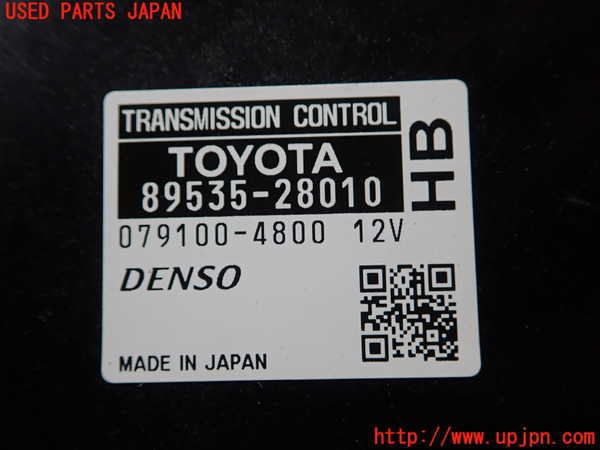 USED PARTS JAPAN
TRANSMISSION CONTROL
TOYOTA
89535-28010
HB
079100-4800 12V
DENSO
MADE IN JAPAN
http://www.upjpn.com/